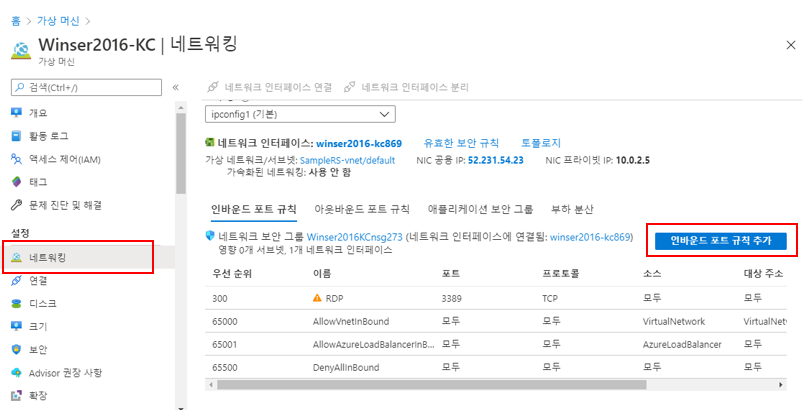 홈 > 가상 머신 >
Winser2016-KC | 네트워킹
가상 머신
검색(Ctrl+/)
«
네트워크 인터페이스 연결 네트워크 인터페이스 분리
개요
활동 로그
액세스 제어(IAM)
태그
문제 진단 및 해결
설정
네트워킹
연결
디스크
크기
보안
Advisor 권장 사항
확장
ipconfig1 (기본)
네트워크 인터페이스: winser2016-kc869 유효한 보안 규칙 토폴로지
가상 네트워크/서브넷: SampleRS-vnet/default NIC 공용 IP: 52.231.54.23 NIC 프라이빗 IP: 10.0.2.5
가속화된 네트워킹: 사용 안 함
인바운드 포트 규칙 아웃바운드 포트 규칙 애플리케이션 보안 그룹 부하 분산
네트워크 보안 그룹 Winser2016KCnsg273 (네트워크 인터페이스에 연결됨: winser2016-kc869)
영향 0개 서브넷, 1개 네트워크 인터페이스
인바운드 포트 규칙 추가
우선 순위 이름 포트 프로토콜 소스 대상 주소
300 RDP 3389 TCP 모두 모두
65000 AllowVnetInBound 모두 모두 VirtualNetwork VirtualNet
65001 AllowAzureLoadBalancerInB... 모두 모두 AzureLoadBalancer 모두
65500 DenyAllInBound 모두 모두 모두 모두